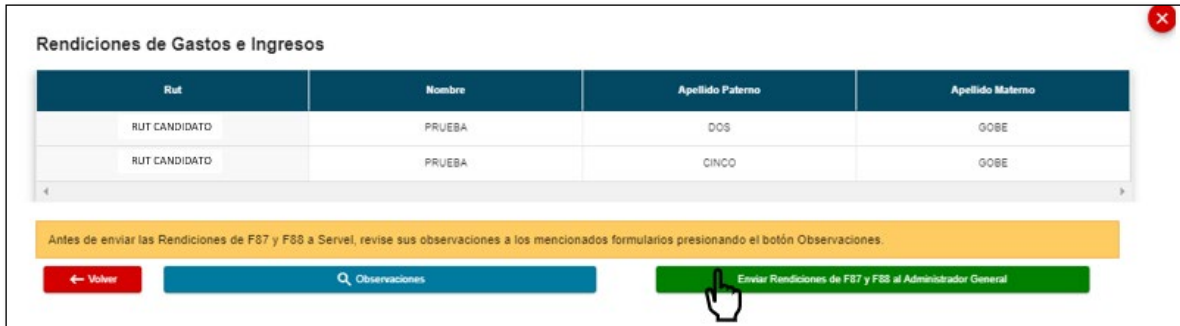 Rendiciones de Gastos e Ingresos
Rut Nombre Apellido Paterno Apellido Materno
RUT CANDIDATO PRUEBA DOS GOBE
RUT CANDIDATO PRUEBA CINCO GOBE
Antes de enviar las Rendiciones de F87 y F88 a Servel, revise sus observaciones a los mencionados formularios presionando el botón Observaciones.
Volver Observaciones Enviar Rendiciones de F87 y F88 al Administrador General